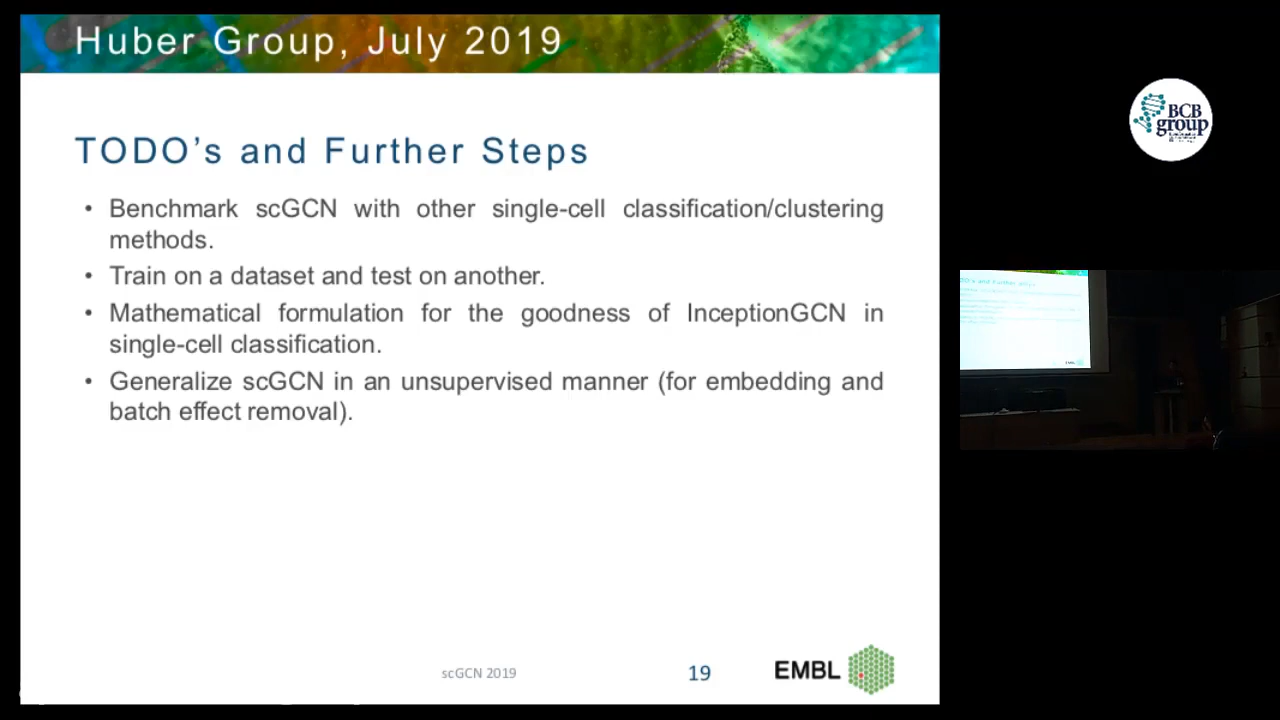 Huber Group, July 2019
TODO's and Further Steps
• Benchmark scGCN with other single-cell classification/clustering
methods.
• Train on a dataset and test on another.
• Mathematical formulation for the goodness of InceptionGCN in
single-cell classification.
• Generalize scGCN in an unsupervised manner (for embedding and
batch effect removal).
scGCN 2019
19
EMBL
BCB
group